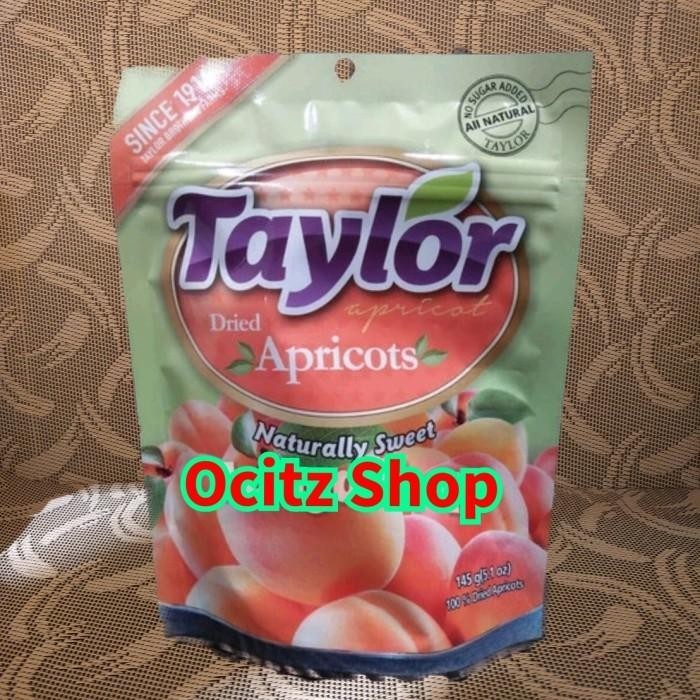 SINCE 191
NO SUGAR ADDED
All NATURAL
TAYLOR
Taylor
apricot
Dried
Apricots
Naturally Sweet
Ocitz Shop
145 g(5.1 oz)
100 % Dried Apricots